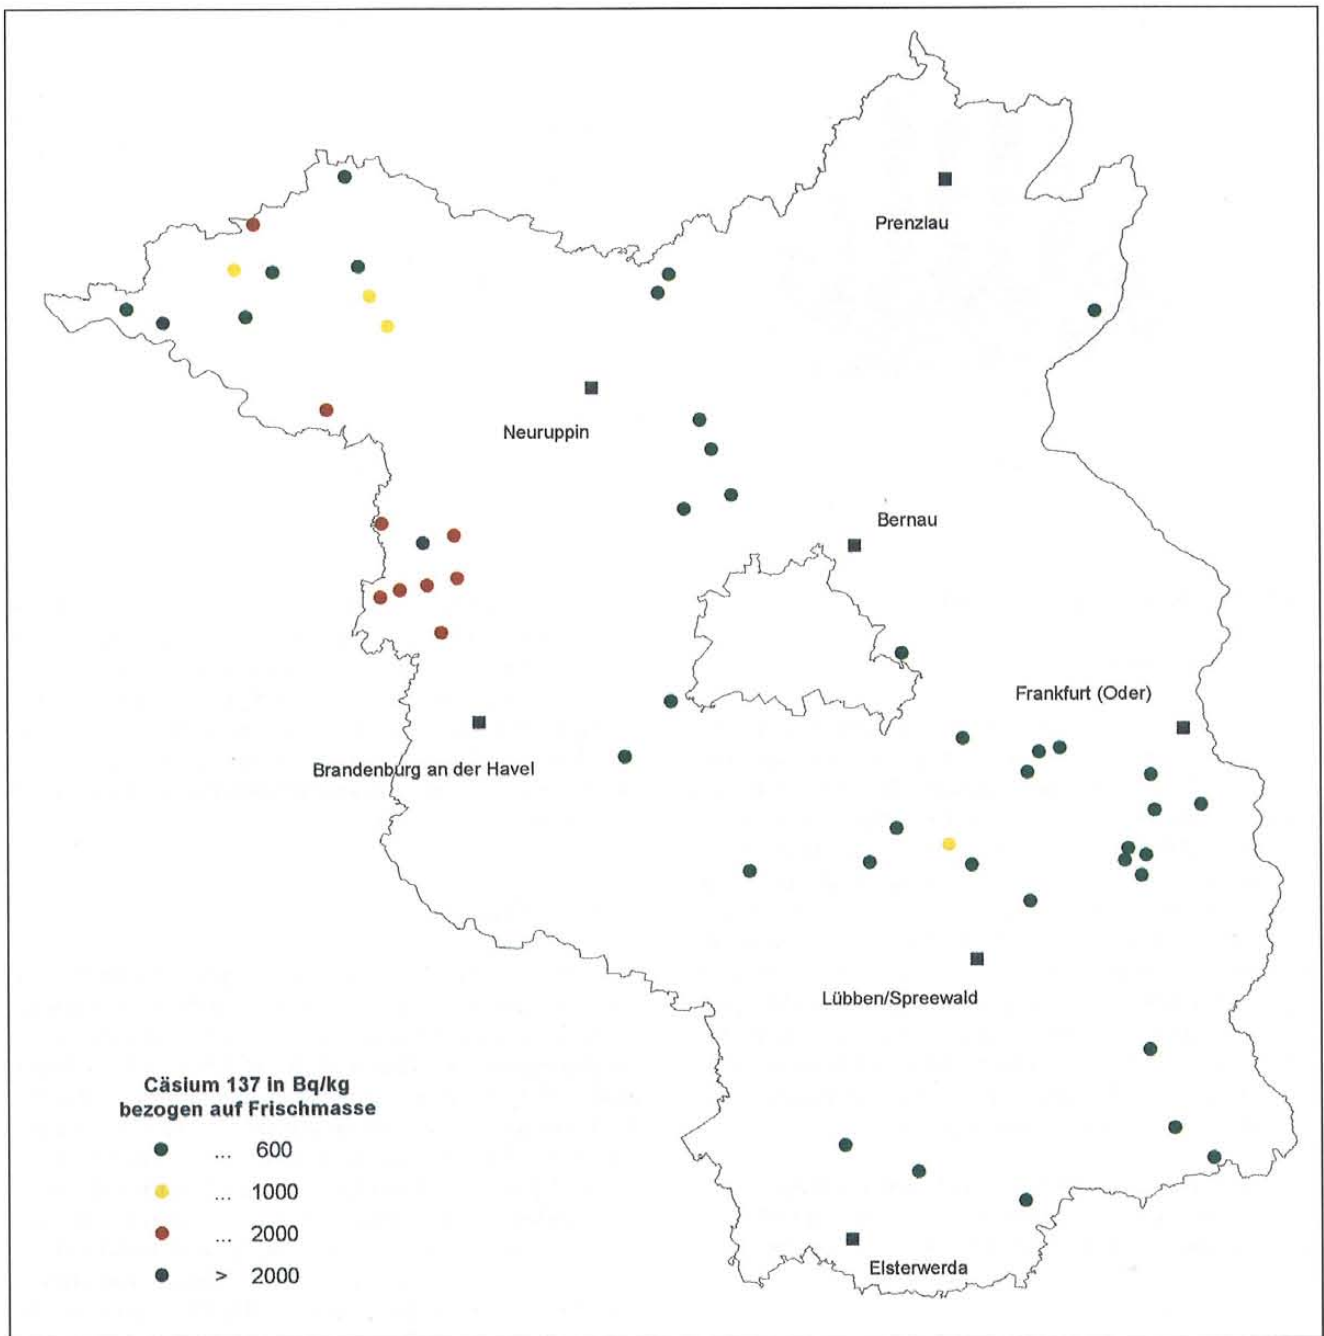 Prenzlau
Neuruppin
Bernau
Frankfurt (Oder)
Brandenburg an der Havel
Lübben/Spreewald
Cäsium 137 in Bq/kg
bezogen auf Frischmasse
... 600
... 1000
... 2000
> 2000
Elsterwerda